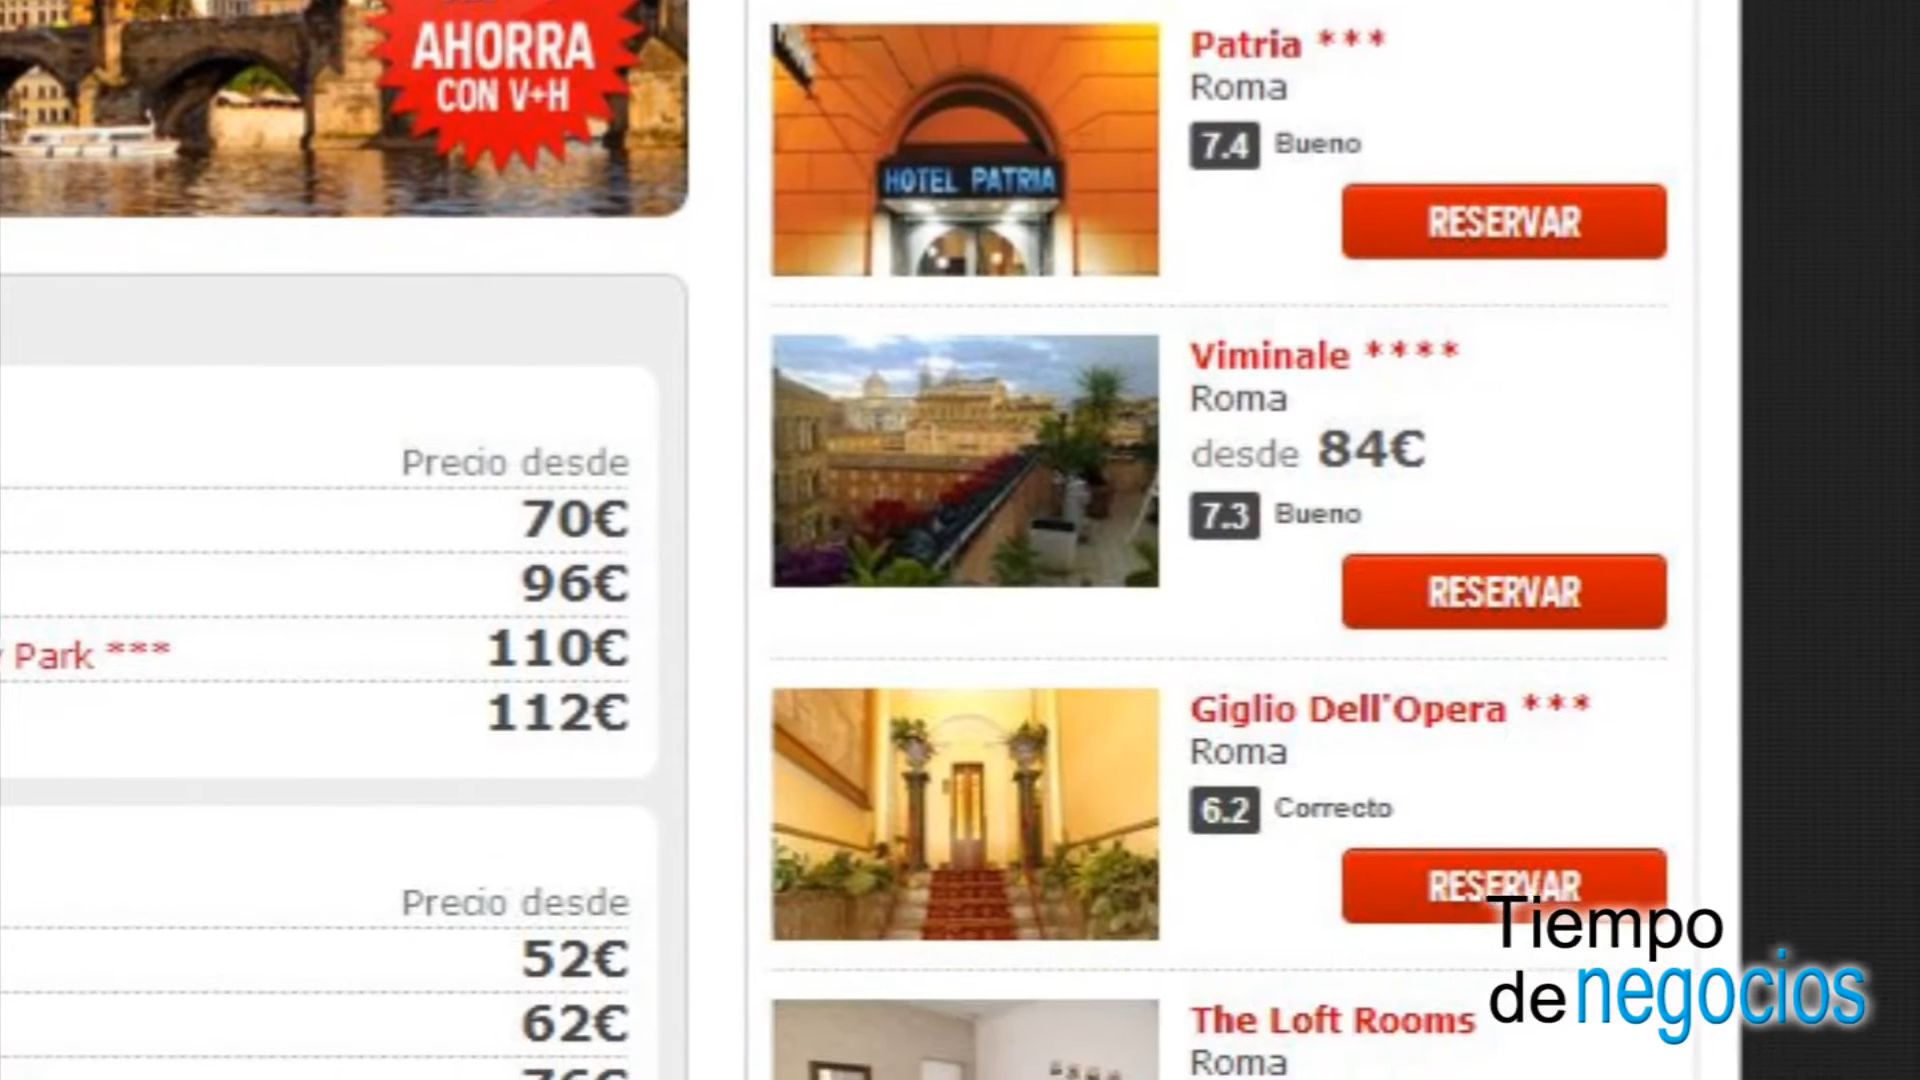 AHORRA
CON V+H
Precio desde
70€
96€
Park ***
110€
112€
Precio desde
52€
62€
76€
HOTEL PATRIA
Patria ***
Roma
7.4 Bueno
RESERVAR
Viminale ****
Roma
desde 84€
7.3 Bueno
RESERVAR
Giglio Dell'Opera ***
Roma
6.2 Correcto
RESERVAR
The Loft Rooms
Roma
Tiempo
de negocios